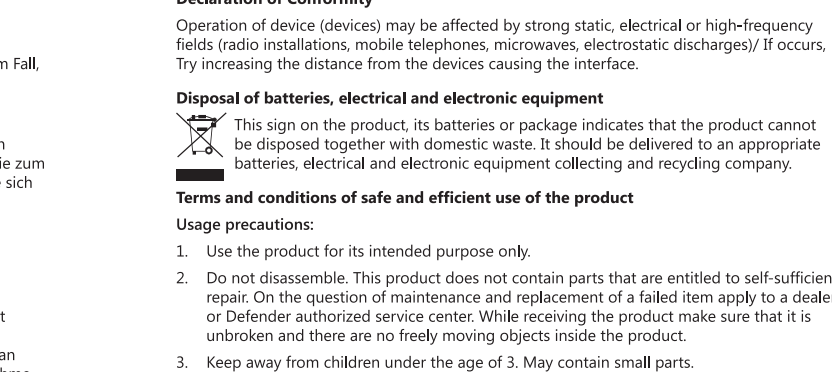 m Fall,
n
ie zum
sich
t
an
Declaration of Conformity
Operation of device (devices) may be affected by strong static, electrical or high-frequency
fields (radio installations, mobile telephones, microwaves, electrostatic discharges)/ If occurs,
Try increasing the distance from the devices causing the interface.
Disposal of batteries, electrical and electronic equipment
This sign on the product, its batteries or package indicates that the product cannot
be disposed together with domestic waste. It should be delivered to an appropriate
batteries, electrical and electronic equipment collecting and recycling company.
Terms and conditions of safe and efficient use of the product
Usage precautions:
1. Use the product for its intended purpose only.
2. Do not disassemble. This product does not contain parts that are entitled to self-sufficien
repair. On the question of maintenance and replacement of a failed item apply to a deale
or Defender authorized service center. While receiving the product make sure that it is
unbroken and there are no freely moving objects inside the product.
3. Keep away from children under the age of 3. May contain small parts.